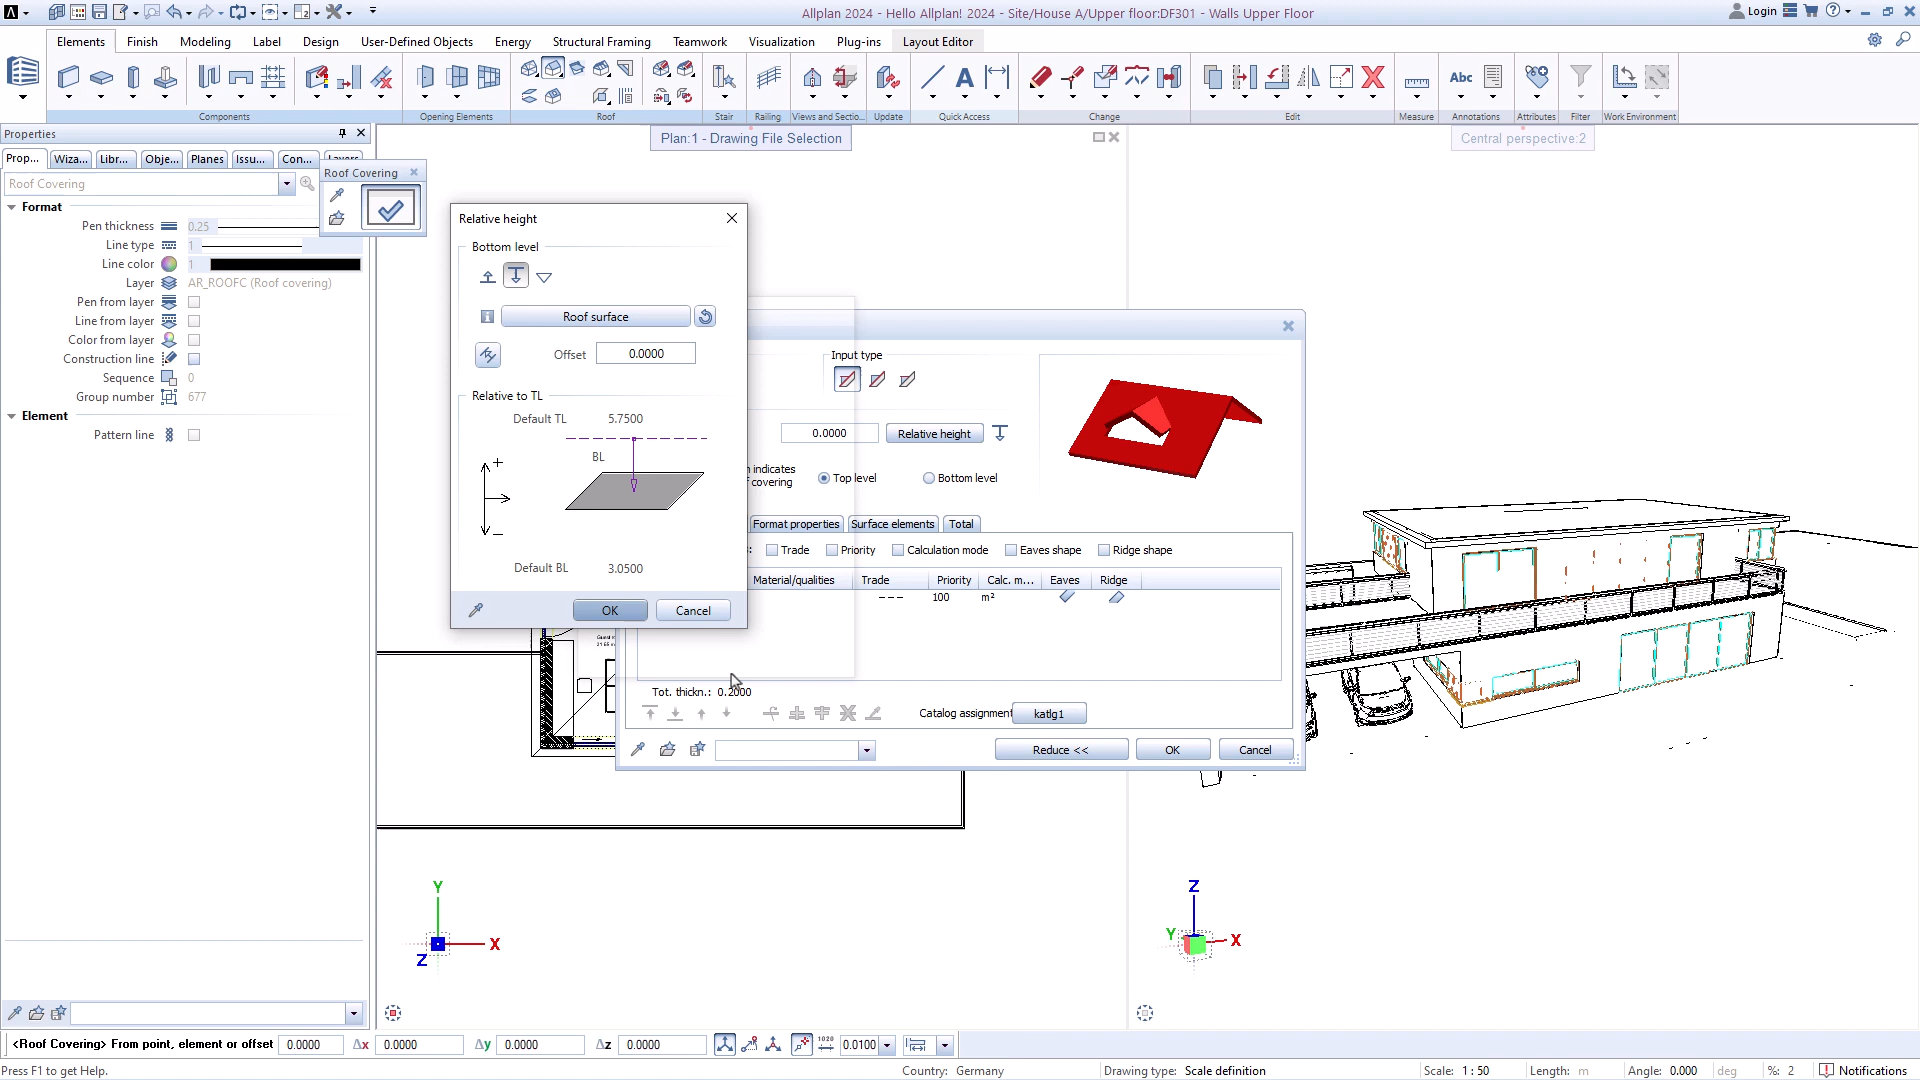 Allplan 2024 - Hello Allplan! 2024 - Site/House A/Upper floor:DF301 - Walls Upper Floor
Login
Elements
Finish
Modeling
Label
Design
User-Defined Objects
Energy
Structural Framing
Teamwork
Visualization
Plug-ins
Layout Editor
Abc
Components
Opening Elements
Roof
Stair
Railing
Views and Sectio...
Update
Quick Access
Change
Edit
Measure
Annotations
Attributes
Filter
Work Environment
Properties
Plan:1 - Drawing File Selection
Central perspective:2
Prop...
Wiza...
Libr...
Obje...
Planes
Issu...
Con...
Layers
Roof Covering
Roof Covering
Format
Pen thickness
0.25
Line type
1
Line color
1
Layer
AR_ROOFC (Roof covering)
Pen from layer
Line from layer
Color from layer
Construction line
Sequence
0
Group number
677
Element
Pattern line
Relative height
Bottom level
Roof surface
Offset
0.0000
Relative to TL
Default TL
5.7500
BL
Default BL
3.0500
OK
Cancel
Input type
0.0000
Relative height
n indicates
f covering
Top level
Bottom level
Format properties
Surface elements
Total
:
Trade
Priority
Calculation mode
Eaves shape
Ridge shape
Material/qualities
Trade
Priority
Calc. m...
Eaves
Ridge
100
m²
Tot. thickn.:
0.2000
Catalog assignment
katlg1
Reduce <<
OK
Cancel
Y
X
Z
Z
Y
X
<Roof Covering> From point, element or offset
0.0000
Δx
0.0000
Δy
0.0000
Δz
0.0000
1020
0.0100
Press F1 to get Help.
Country:
Germany
Drawing type:
Scale definition
Scale:
1 : 50
Length:
m
Angle:
0.000
deg
%:
2
Notifications